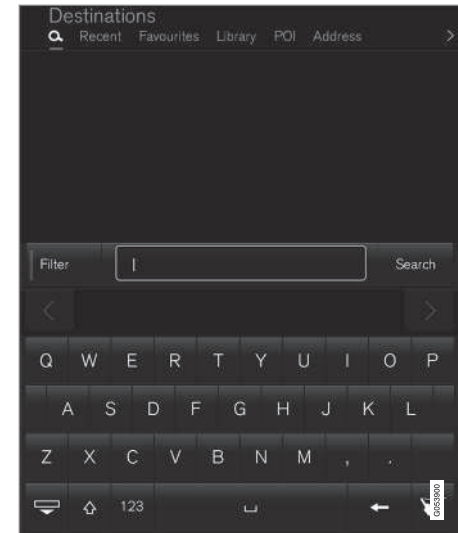 Destinations
Recent Favourites Library POI Address >
Filter | Search
< >
Q W E R T Y U I O P
A S D F G H J K L
Z X C V B N M , .
123
G053900